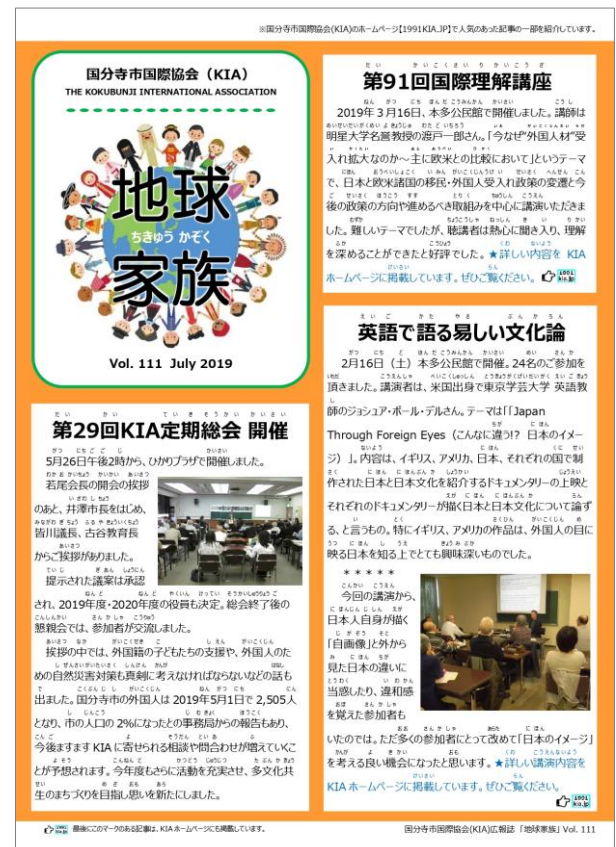 ※国分寺市国際協会(KIA)のホームページ【1991KIA.JP】で人気のあった記事の一部を紹介しています。
国分寺市国際協会（KIA）
THE KOKUBUNJI INTERNATIONAL ASSOCIATION
地球
ちきゅう かぞく
家族
Vol. 111 July 2019
第29回KIA定期総会 開催
5月26日午後2時から、ひかりプラザで開催しました。
若尾会長の開会の挨拶
のあと、井澤市長をはじめ、
皆川議長、古谷教育長
からご挨拶がありました。
提示された議案は承認
され、2019年度・2020年度の役員も決定。総会終了後の
懇親会では、参加者が交流しました。
挨拶の中では、外国籍の子どもたちの支援や、外国人のた
めの自然災害対策も真剣に考えなければならないなどの話も
出ました。国分寺市の外国人は2019年5月1日で 2,505人
となり、市の人口の 2%になったとの事務局からの報告もあり、
今後ますます KIA に寄せられる相談や問合わせが増えていくこ
とが予想されます。今年度もさらに活動を充実させ、多文化共
生のまちづくりを目指し思いを新たにしました。
第91回国際理解講座
2019年3月16日、本多公民館で開催しました。講師は
明星大学名誉教授の渡戸一郎さん。「今なぜ“外国人材”受
入れ拡大なのか～主に欧米との比較において」というテーマ
で、日本と欧米諸国の移民・外国人受入れ政策の変遷と今
後の政策の方向や進めるべき取組みを中心に講演いただきま
した。難しいテーマでしたが、聴講者は熱心に聞き入り、理解
を深めることができたと好評でした。★詳しい内容を KIA
ホームページに掲載しています。ぜひご覧ください。 1991 kia.jp
英語で語る易しい文化論
2月16日（土）本多公民館で開催。24名のご参加を
頂きました。講演者は、米国出身で東京学芸大学 英語教
師のジョシュア・ポール・デルさん。テーマは「「Japan
Through Foreign Eyes（こんなに違う!? 日本のイメー
ジ）」。内容は、イギリス、アメリカ、日本、それぞれの国で制
作された日本と日本文化を紹介するドキュメンタリーの上映と
それぞれのドキュメンタリーが描く日本と日本文化について論ず
る、と言うもの。特にイギリス、アメリカの作品は、外国人の目に
映る日本を知る上でとても興味深いものでした。
＊＊＊＊＊
今回の講演から、
日本人自身が描く
「自画像」と外から
見た日本の違いに
当惑したり、違和感
を覚えた参加者も
いたのでは。ただ多くの参加者にとって改めて「日本のイメージ」
を考える良い機会になったと思います。★詳しい講演内容を
KIA ホームページに掲載しています。ぜひご覧ください。
1991 kia.jp
1991 kia.jp 最後にこのマークのある記事は、KIA ホームページにも掲載しています。
国分寺市国際協会(KIA)広報誌 「地球家族」Vol. 111